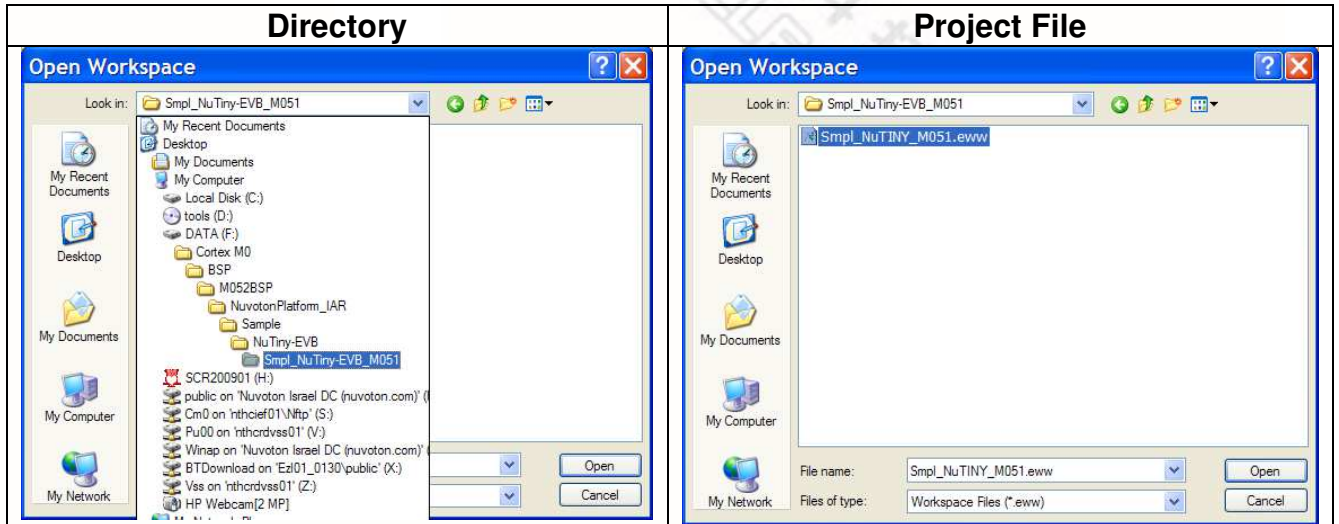 Directory
Project File
Open Workspace
Look in: Smpl_NuTiny-EVB_M051
My Recent Documents
Desktop
My Documents
My Computer
Local Disk (C:)
tools (D:)
DATA (F:)
Cortex M0
BSP
M052BSP
NuvotonPlatform_IAR
Sample
NuTiny-EVB
Smpl_NuTiny-EVB_M051
SCR200901 (H:)
public on 'Nuvoton Israel DC (nuvoton.com)' (
Cm0 on 'nthcief01\Nftp' (S:)
Pu00 on 'nthcrdvss01' (V:)
Winap on 'Nuvoton Israel DC (nuvoton.com)' (
BTDownload on 'Ezl01_0130\public' (X:)
Vss on 'nthcrdvss01' (Z:)
HP Webcam[2 MP]
My Recent
Documents
Desktop
My Documents
My Computer
My Network
Open
Cancel
Open Workspace
Look in: Smpl_NuTiny-EVB_M051
Smpl_NuTINY_M051.eww
My Recent
Documents
Desktop
My Documents
My Computer
My Network
File name: Smpl_NuTINY_M051.eww
Open
Files of type: Workspace Files (*.eww)
Cancel